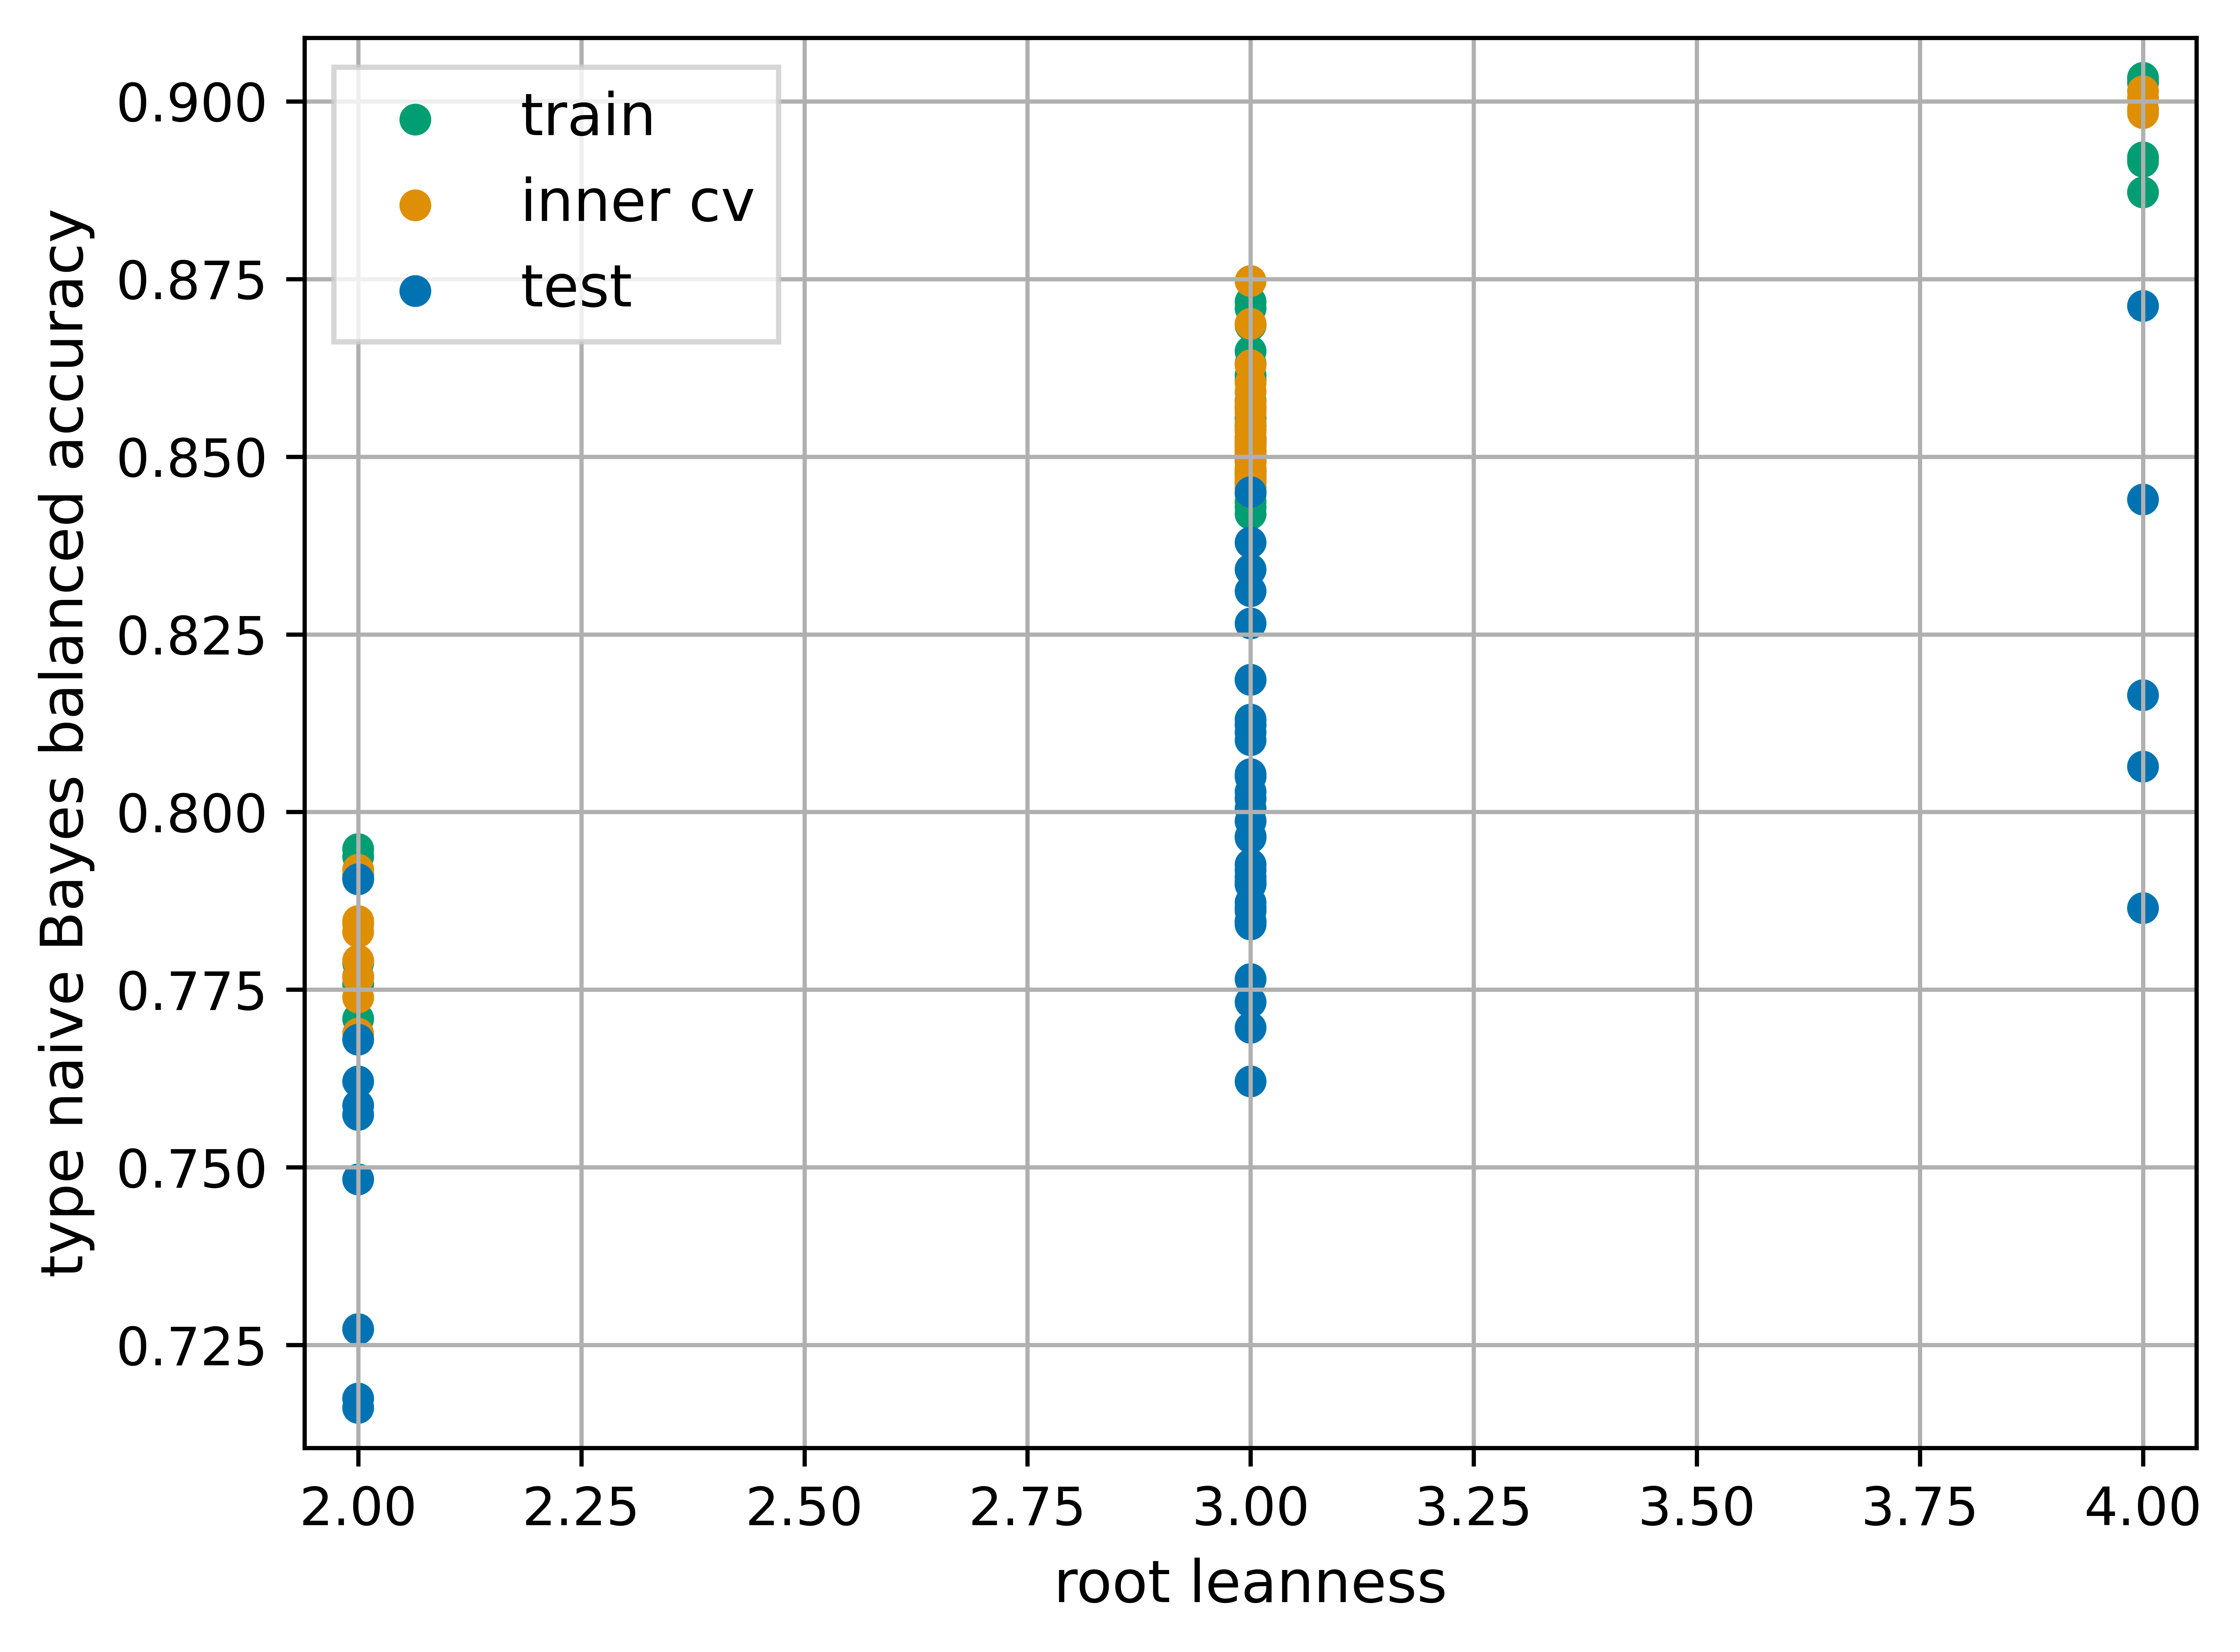 train
inner cv
test
type naive Bayes balanced accuracy
0.900
0.875
0.850
0.825
0.800
0.775
0.750
0.725
2.00 2.25 2.50 2.75 3.00 3.25 3.50 3.75 4.00
root leanness